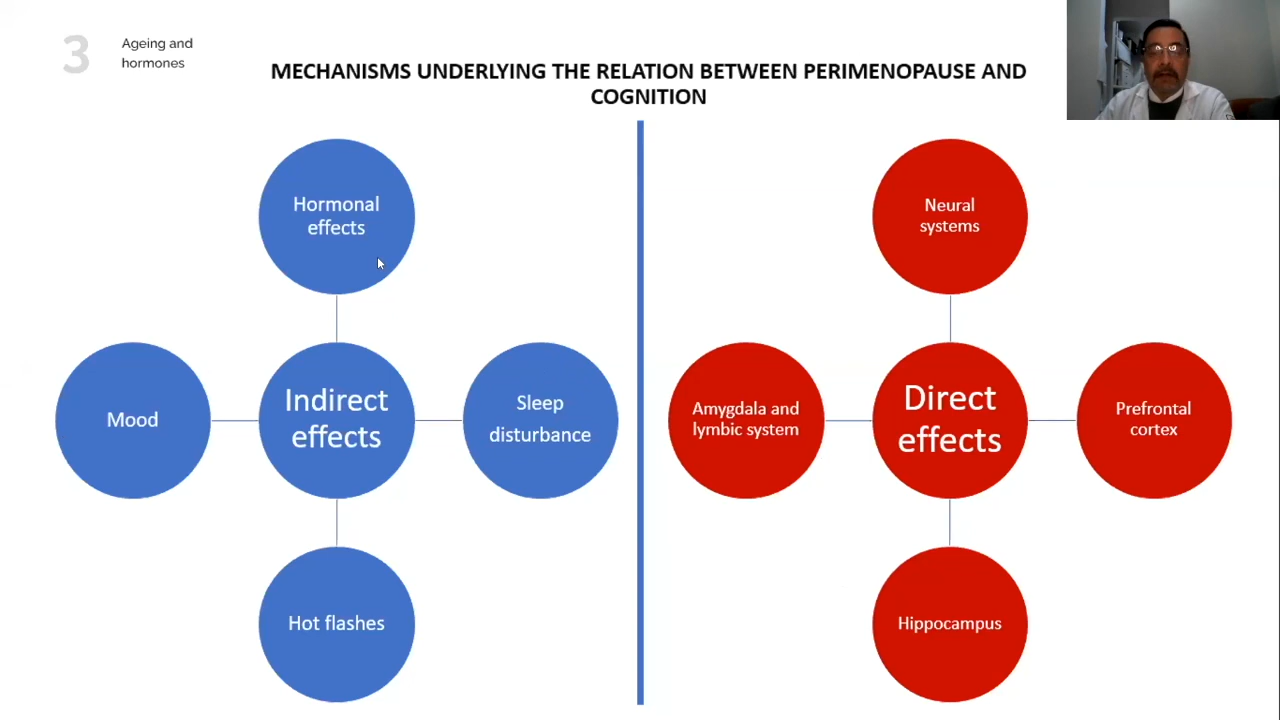 3
Ageing and
hormones
MECHANISMS UNDERLYING THE RELATION BETWEEN PERIMENOPAUSE AND
COGNITION
Hormonal
effects
Mood
Indirect
effects
Sleep
disturbance
Hot flashes
Neural
systems
Amygdala and
lymbic system
Direct
effects
Prefrontal
cortex
Hippocampus